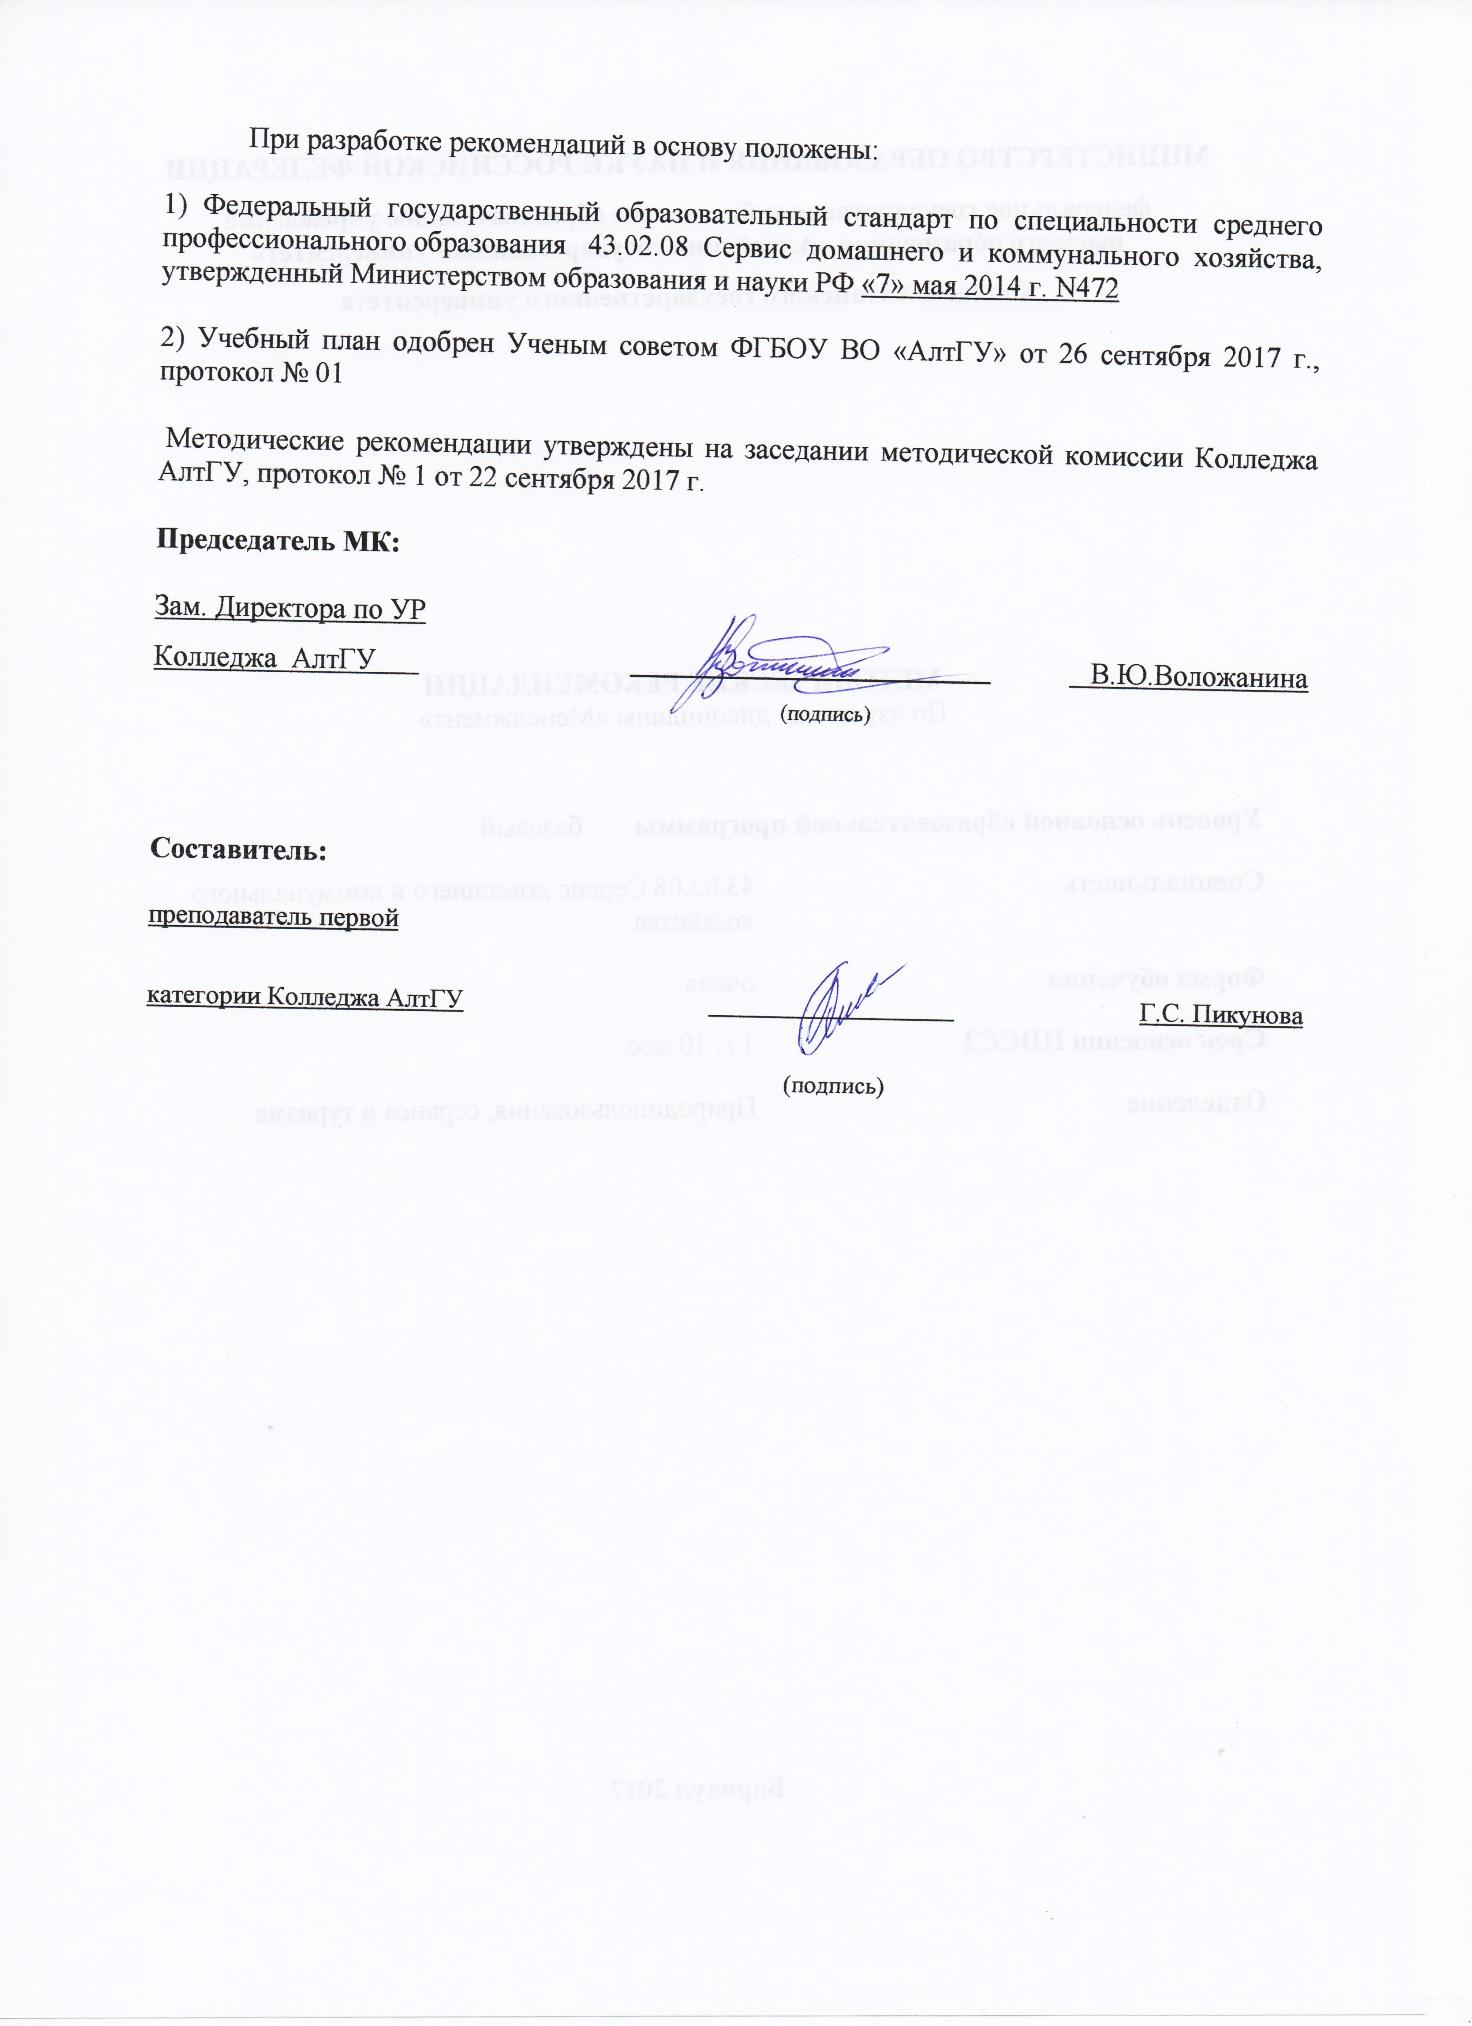 При разработке рекомендаций в основу положены:
1) Федеральный государственный образовательный стандарт по специальности среднего
профессионального образования 43.02.08 Сервис домашнего и коммунального хозяйства,
утвержденный Министерством образования и науки РФ «7» мая 2014 г. N472
2) Учебный план одобрен Ученым советом ФГБОУ ВО «АлтГУ» от 26 сентября 2017 г.,
протокол № 01
Методические рекомендации утверждены на заседании методической комиссии Колледжа
АлтГУ, протокол № 1 от 22 сентября 2017 г.
Председатель МК:
Зам. Директора по УР
Колледжа АлтГУ В.Ю.Воложанина
(подпись)
Составитель:
преподаватель первой
категории Колледжа АлтГУ Г.С. Пикунова
(подпись)